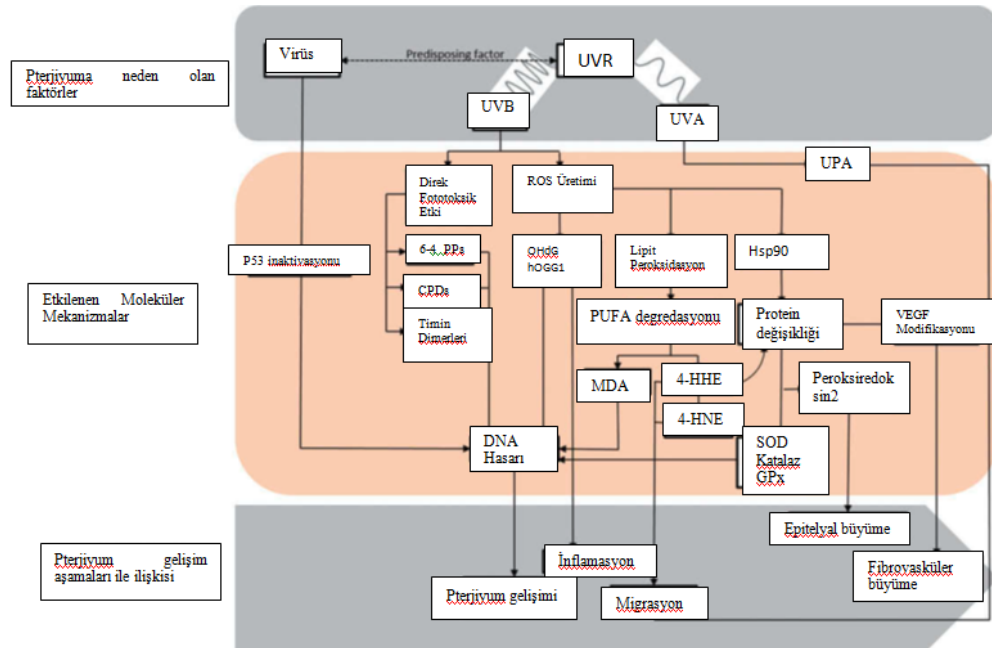 Virüs
Predisposing factor
UVR
Pterjiyuma neden olan
faktörler
UVB
UVA
UPA
Direk
Fototoksik
Etki
ROS Üretimi
6-4 PPs
P53 inaktivasyonu
QHdG
hOGG1
Lipit
Peroksidasyon
Hsp90
CPDs
Etkilenen Moleküler
Mekanizmalar
Timin
Dimerleri
PUFA degredasyonu
Protein
değişikliği
VEGF
Modifikasyonu
MDA
4-HHE
Peroksiredok
sin2
4-HNE
DNA
Hasarı
SOD
Katalaz
GPx
Epitelyal büyüme
Pterjiyum gelişim
aşamaları ile ilişkisi
İnflamasyon
Fibrovasküler
büyüme
Pterjiyum gelişimi
Migrasyon